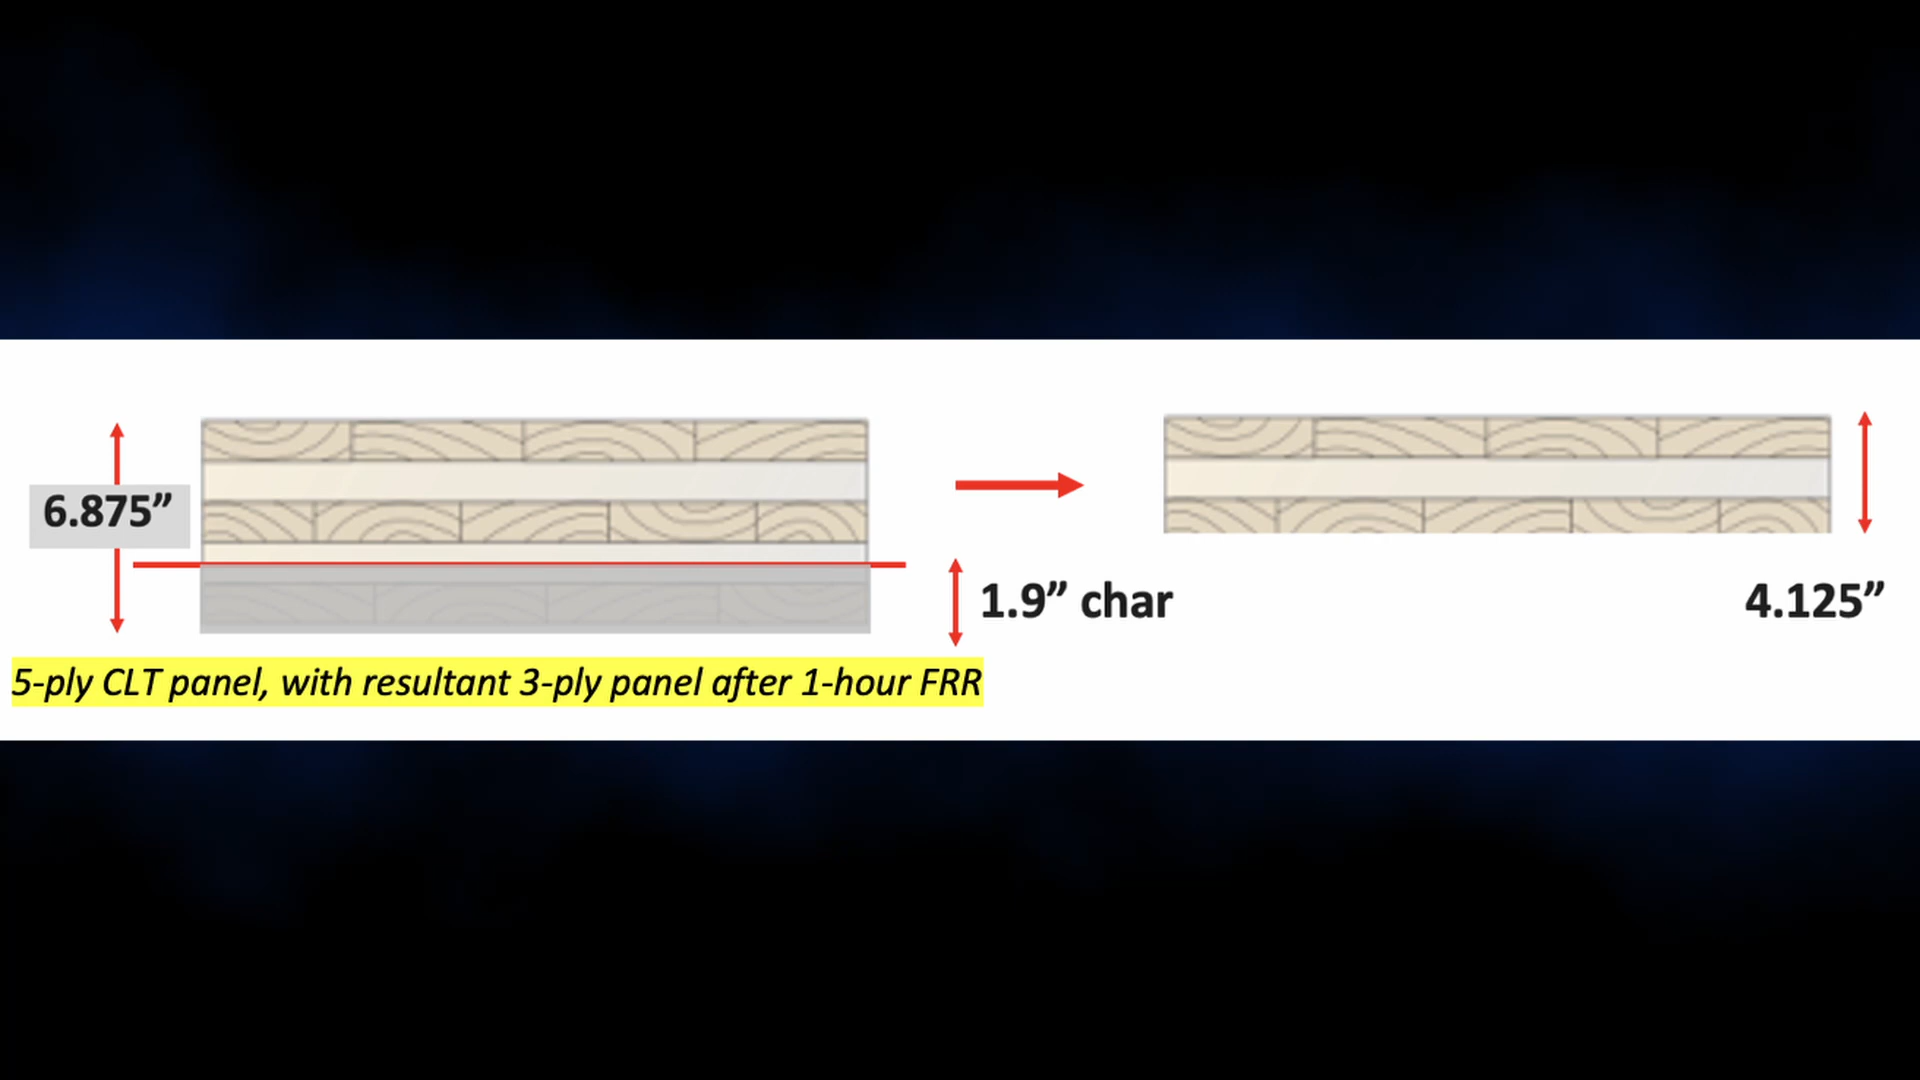 6.875”
1.9” char
4.125”
5-ply CLT panel, with resultant 3-ply panel after 1-hour FRR